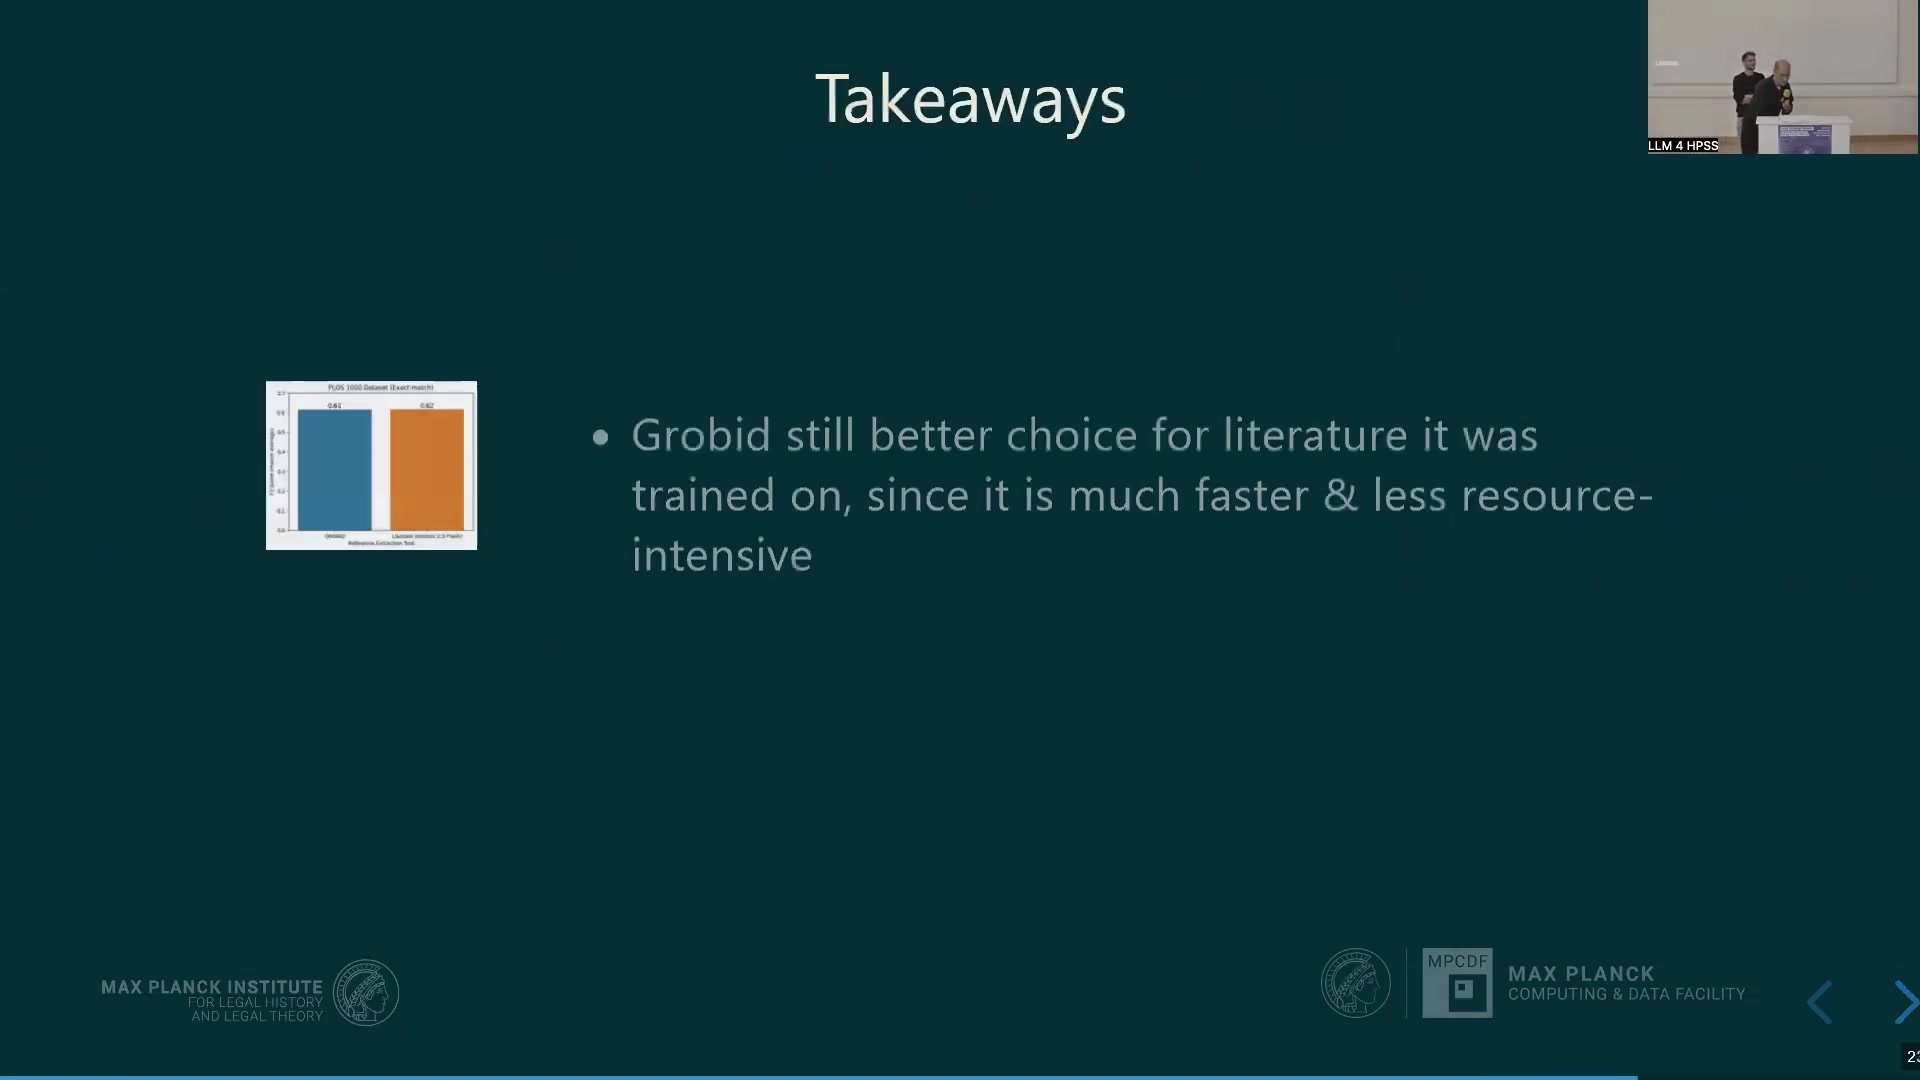 Takeaways
LLM 4 HPSS
PLOS 1000 Dataset (Exact match)
0.61
0.62
Reference Extraction Tool
• Grobid still better choice for literature it was
trained on, since it is much faster & less resource-
intensive
MAX PLANCK INSTITUTE
FOR LEGAL HISTORY
AND LEGAL THEORY
MPCDF
MAX PLANCK
COMPUTING & DATA FACILITY